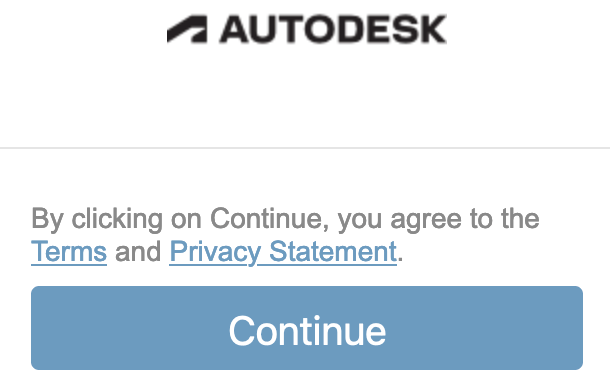 AUTODESK
By clicking on Continue, you agree to the
Terms and Privacy Statement.
Continue